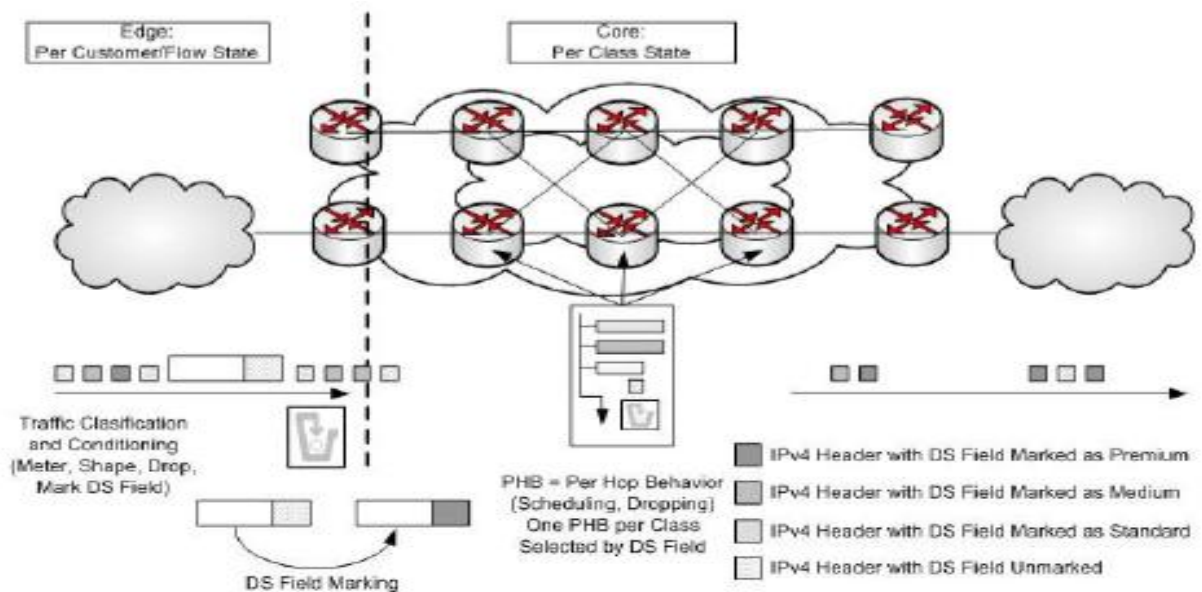 Edge:
Per Customer/Flow State
Core:
Per Class State
Traffic Clasification
and Conditioning
(Meter, Shape, Drop,
Mark DS Field)
DS Field Marking
PHB = Per Hop Behavior
(Scheduling, Dropping)
One PHB per Class
Selected by DS Field
IPv4 Header with DS Field Marked as Premium
IPv4 Header with DS Field Marked as Medium
IPv4 Header with DS Field Marked as Standard
IPv4 Header with DS Field Unmarked